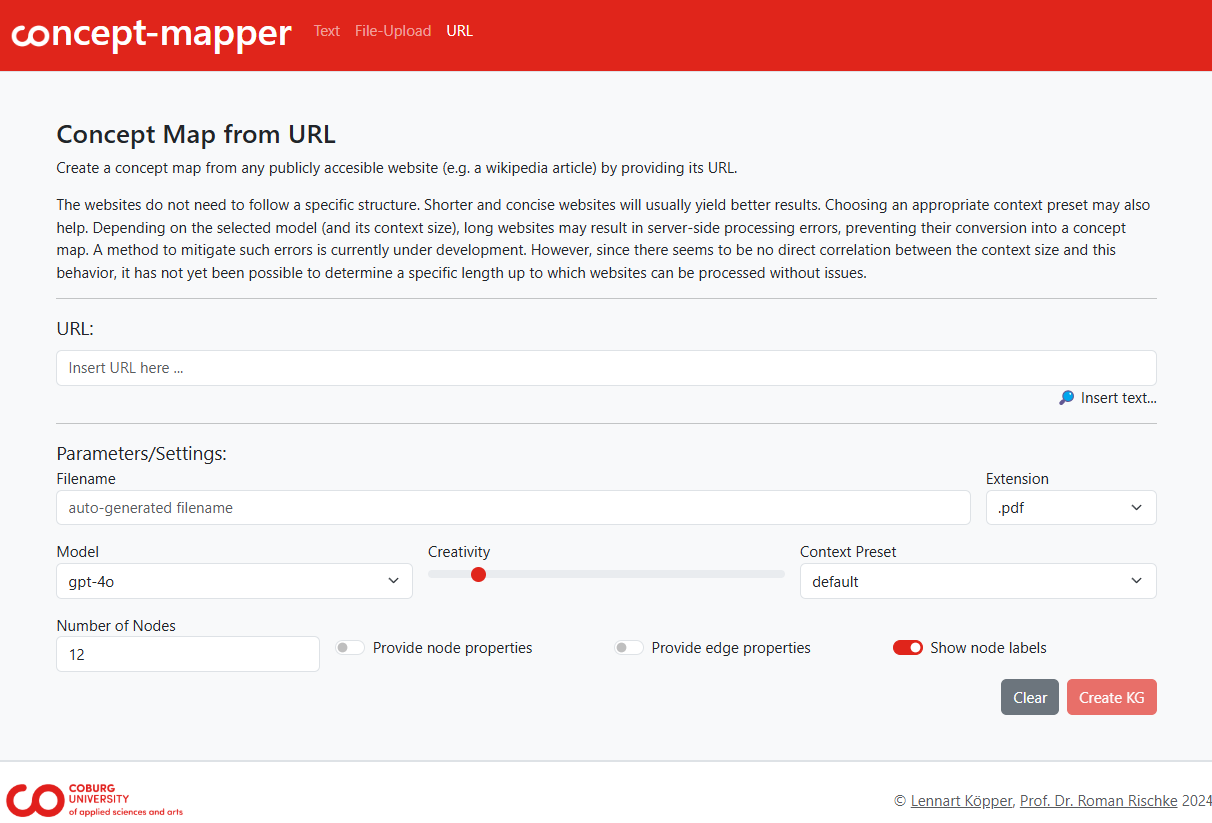 concept-mapper Text File-Upload URL
Concept Map from URL
Create a concept map from any publicly accesible website (e.g. a wikipedia article) by providing its URL.
The websites do not need to follow a specific structure. Shorter and concise websites will usually yield better results. Choosing an appropriate context preset may also
help. Depending on the selected model (and its context size), long websites may result in server-side processing errors, preventing their conversion into a concept
map. A method to mitigate such errors is currently under development. However, since there seems to be no direct correlation between the context size and this
behavior, it has not yet been possible to determine a specific length up to which websites can be processed without issues.
URL:
Insert URL here ...
Insert text...
Parameters/Settings:
Filename Extension
auto-generated filename .pdf
Model Creativity Context Preset
gpt-4o default
Number of Nodes
12 Provide node properties Provide edge properties Show node labels
Clear Create KG
CO COBURG
UNIVERSITY
of applied sciences and arts
© Lennart Köpper, Prof. Dr. Roman Rischke 2024